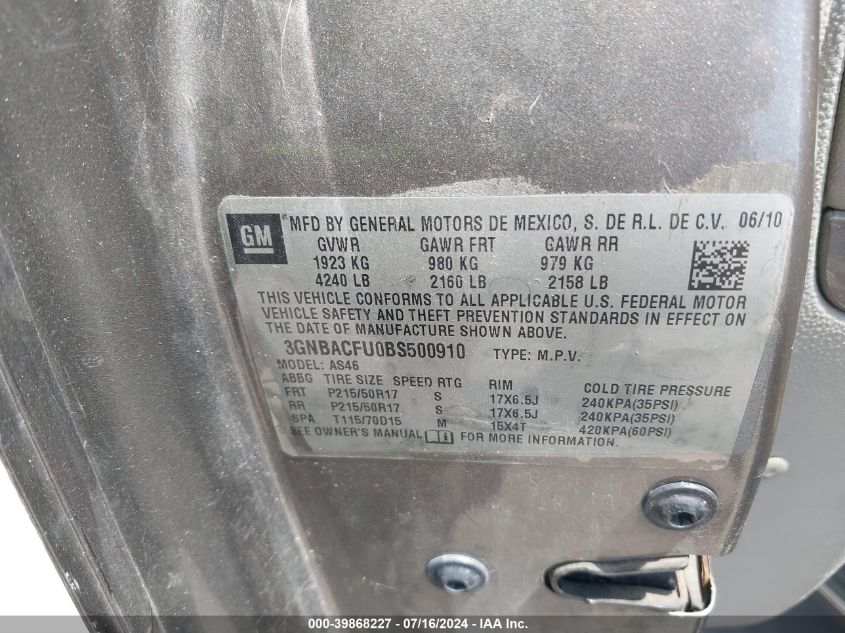 GM ® MFD BY GENERAL MOTORS DE MEXICO, S. DE R.L. DE C.V. 06/10
GVWR GAWR FRT GAWR RR
1923 KG 980 KG 979 KG
4240 LB 2160 LB 2158 LB
THIS VEHICLE CONFORMS TO ALL APPLICABLE U.S. FEDERAL MOTOR
VEHICLE SAFETY AND THEFT PREVENTION STANDARDS IN EFFECT ON
THE DATE OF MANUFACTURE SHOWN ABOVE.
3GNBACFU0BS500910 TYPE: M.P.V.
MODEL: AS46
ABBG TIRE SIZE SPEED RTG RIM COLD TIRE PRESSURE
FRT P215/50R17 S 17X6.5J 240KPA(35PSI)
RR P215/50R17 S 17X6.5J 240KPA(35PSI)
SPA T115/70D15 M 15X4T 420KPA(60PSI)
SEE OWNER'S MANUAL FOR MORE INFORMATION.
000-39868227 - 07/16/2024 - IAA Inc.